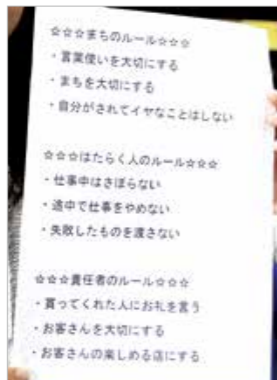 ☆☆☆まちのルール☆☆☆
・言葉使いを大切にする
・まちを大切にする
・自分がされてイヤなことはしない
☆☆☆はたらく人のルール☆☆☆
・仕事中はさぼらない
・途中で仕事をやめない
・失敗したものを渡さない
☆☆☆責任者のルール☆☆☆
・買ってくれた人にお礼を言う
・お客さんを大切にする
・お客さんの楽しめる店にする